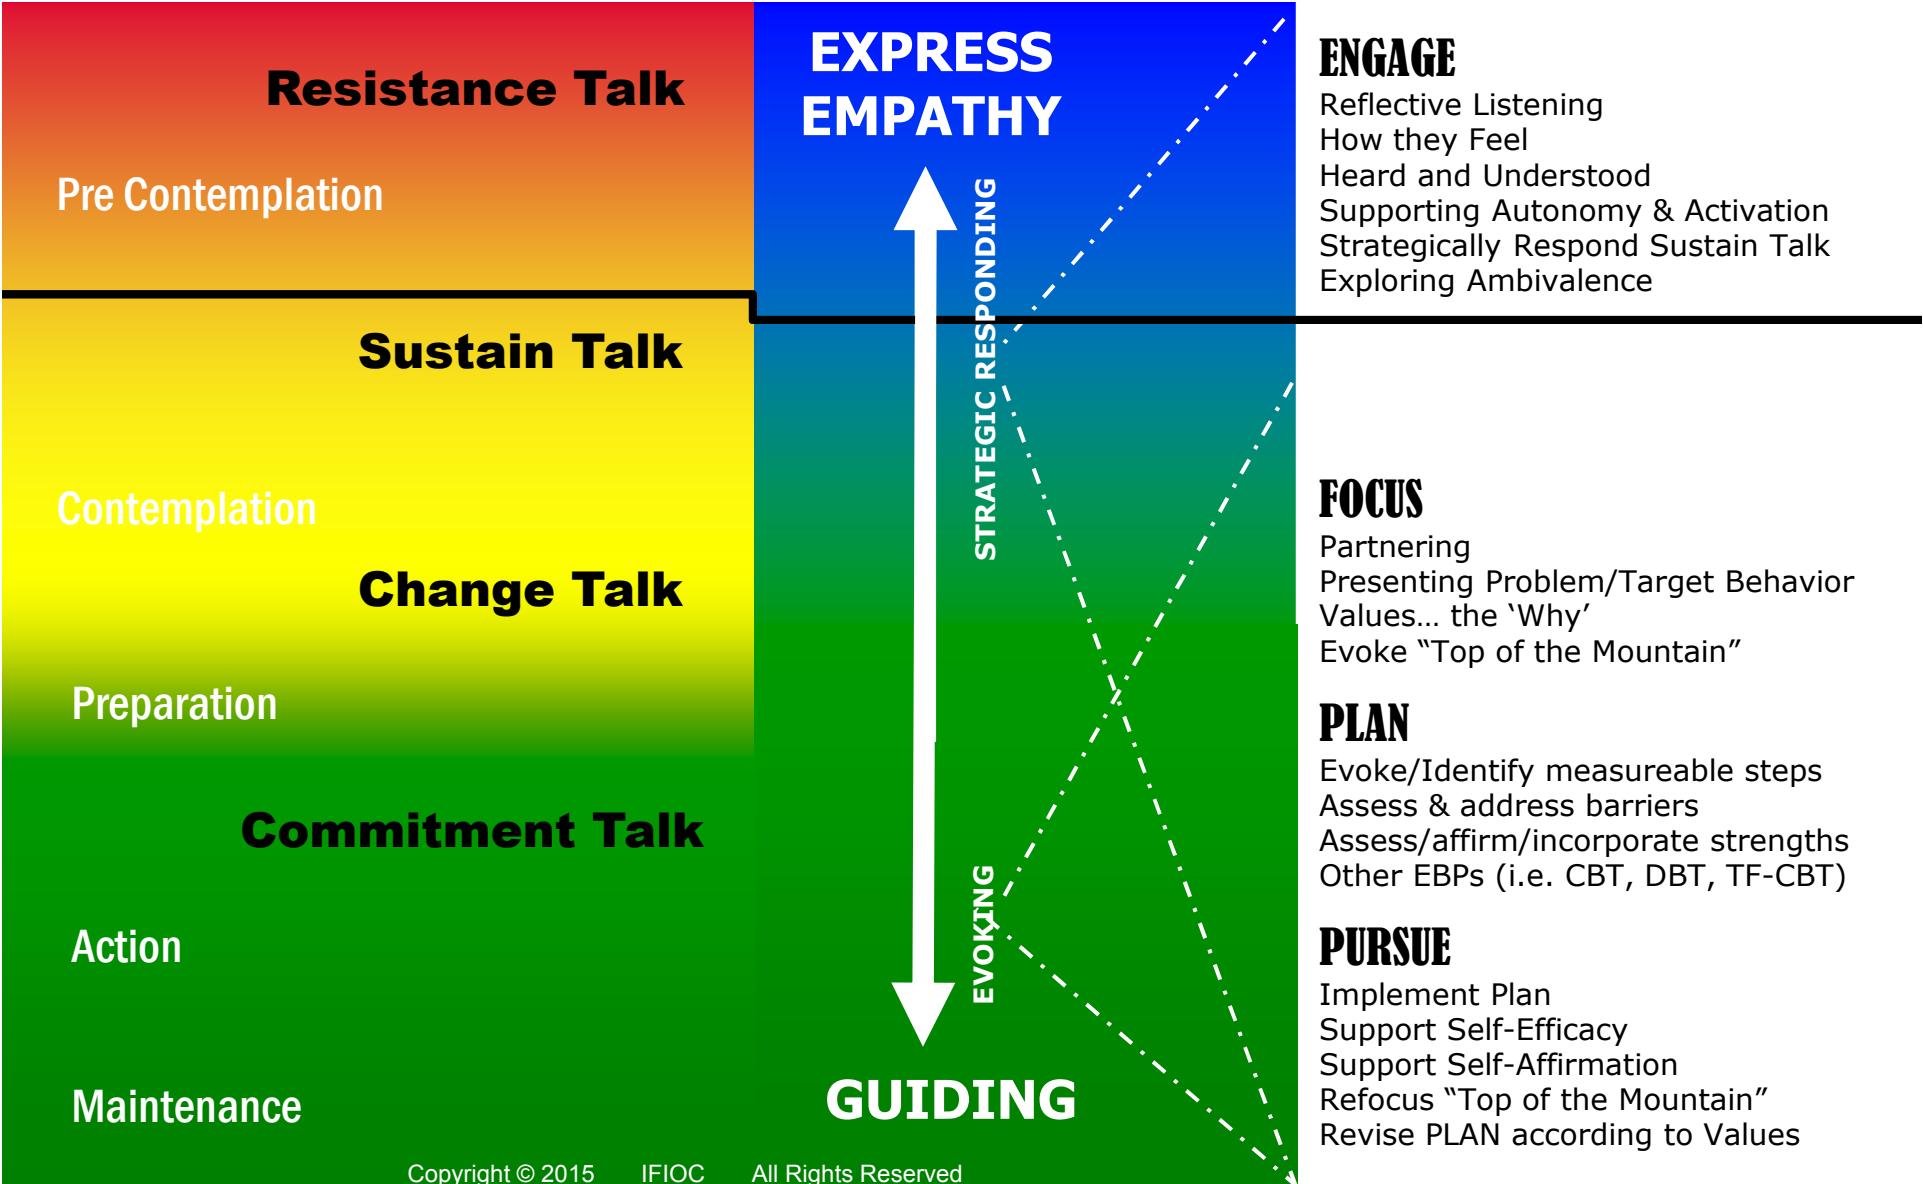 Resistance Talk
Pre Contemplation
Sustain Talk
Contemplation
Change Talk
Preparation
Commitment Talk
Action
Maintenance
EXPRESS
EMPATHY
STRATEGIC RESPONDING
EVOKING
GUIDING
ENGAGE
Reflective Listening
How they Feel
Heard and Understood
Supporting Autonomy & Activation
Strategically Respond Sustain Talk
Exploring Ambivalence
FOCUS
Partnering
Presenting Problem/Target Behavior
Values… the ‘Why’
Evoke “Top of the Mountain”
PLAN
Evoke/Identify measureable steps
Assess & address barriers
Assess/affirm/incorporate strengths
Other EBPs (i.e. CBT, DBT, TF-CBT)
PURSUE
Implement Plan
Support Self-Efficacy
Support Self-Affirmation
Refocus “Top of the Mountain”
Revise PLAN according to Values
Copyright © 2015 IFIOC All Rights Reserved